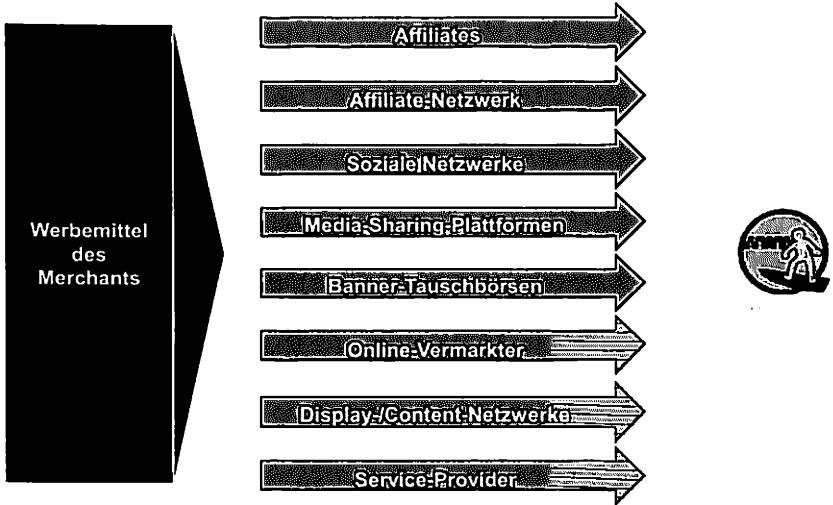 Affiliates
Affiliate-Netzwerk
Soziale Netzwerke
Media-Sharing-Plattformen
Banner-Tauschbörsen
Online-Vermarkter
Display-/Content-Netzwerke
Service-Provider
Werbemittel
des
Merchants